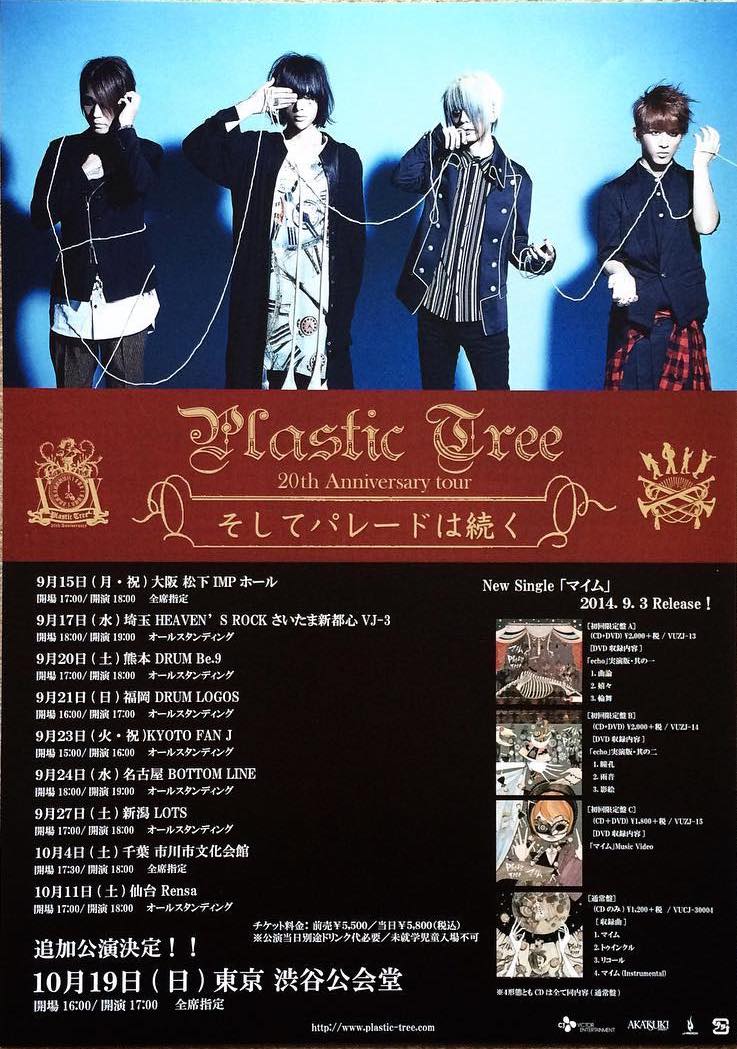 Plastic Tree
20th Anniversary tour
そしてパレードは続く
Plastic Tree
20th Anniversary
9月15日(月・祝)大阪 松下IMPホール
開場 17:00/ 開演 18:00 全席指定
9月17日(水)埼玉 HEAVEN'S ROCK さいたま新都心 VJ-3
開場 18:00/ 開演 19:00 オールスタンディング
9月20日(土)熊本 DRUM Be.9
開場 17:00/ 開演 18:00 オールスタンディング
9月21日(日)福岡 DRUM LOGOS
開場 16:00/ 開演 17:00 オールスタンディング
9月23日(火・祝)KYOTO FAN J
開場 15:00/ 開演 16:00 オールスタンディング
9月24日(水)名古屋 BOTTOM LINE
開場 18:00/ 開演 19:00 オールスタンディング
9月27日(土)新潟 LOTS
開場 17:00/ 開演 18:00 オールスタンディング
10月4日(土)千葉 市川市文化会館
開場 17:30/ 開演 18:00 全席指定
10月11日(土)仙台 Rensa
開場 17:00/ 開演 18:00 オールスタンディング
チケット料金: 前売¥5,500/当日¥5,800(税込)
※公演当日別途ドリンク代必要/未就学児童入場不可
追加公演決定!!
10月19日(日)東京 渋谷公会堂
開場 16:00/ 開演 17:00 全席指定
New Single「マイム」
2014. 9. 3 Release!
[初回限定盤A]
(CD+DVD) ¥2,000+税 / VUZJ-13
[DVD収録内容]
「echo」実演版・其の一
1. 曲論
2. 嬉々
3. 輪舞
[初回限定盤B]
(CD+DVD) ¥2,000+税 / VUZJ-14
[DVD収録内容]
「echo」実演版・其の二
1. 瞳孔
2. 雨音
3. 影絵
[初回限定盤C]
(CD+DVD) ¥1,800+税 / VUZJ-15
[DVD収録内容]
「マイム」Music Video
[通常盤]
(CDのみ) ¥1,200+税 / VUCJ-30004
[収録曲]
1. マイム
2. トゥインクル
3. リコール
4. マイム (Instrumental)
※4形態ともCDは全て同内容(通常盤)
http://www.plastic-tree.com
CJ VICTOR
ENTERTAINMENT
AKATSUKI